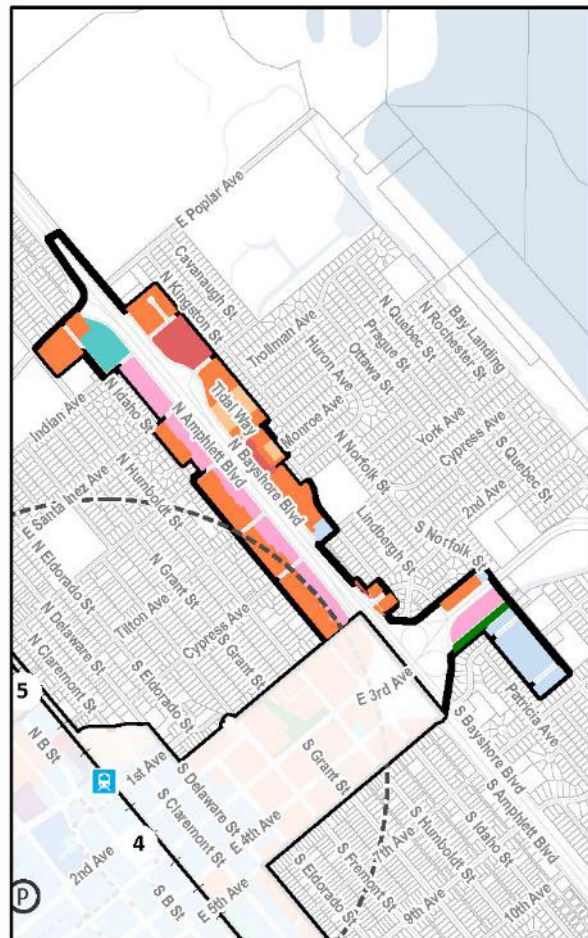 E Poplar Ave
Cavanaugh St
N Kingston St
Trollman Ave
Huron Ave
Prague St
Ottawa St
N Quebec St
N Rochester St
Bay Landing
Tidal Way
Monroe Ave
N Norfolk St
York Ave
Cypress Ave
S Quebec St
2nd Ave
Indian Ave
N Idaho St
N Amphlett Blvd
N Bayshore Blvd
Lindbergh St
S Norfolk St
E Santa Inez Ave
N Humboldt St
N Eldorado St
N Grant St
Tilton Ave
Cypress Ave
S Grant St
N Delaware St
N Claremont St
S Eldorado St
E 3rd Ave
Patricia Ave
5
N B St
1st Ave
S Delaware St
S Claremont St
E 4th Ave
S Grant St
S Bayshore Blvd
S Amphlett Blvd
4
2nd Ave
S B St
E 5th Ave
S Eldorado St
S Fremont St
7th Ave
S Humboldt St
S Idaho St
9th Ave
10th Ave
P